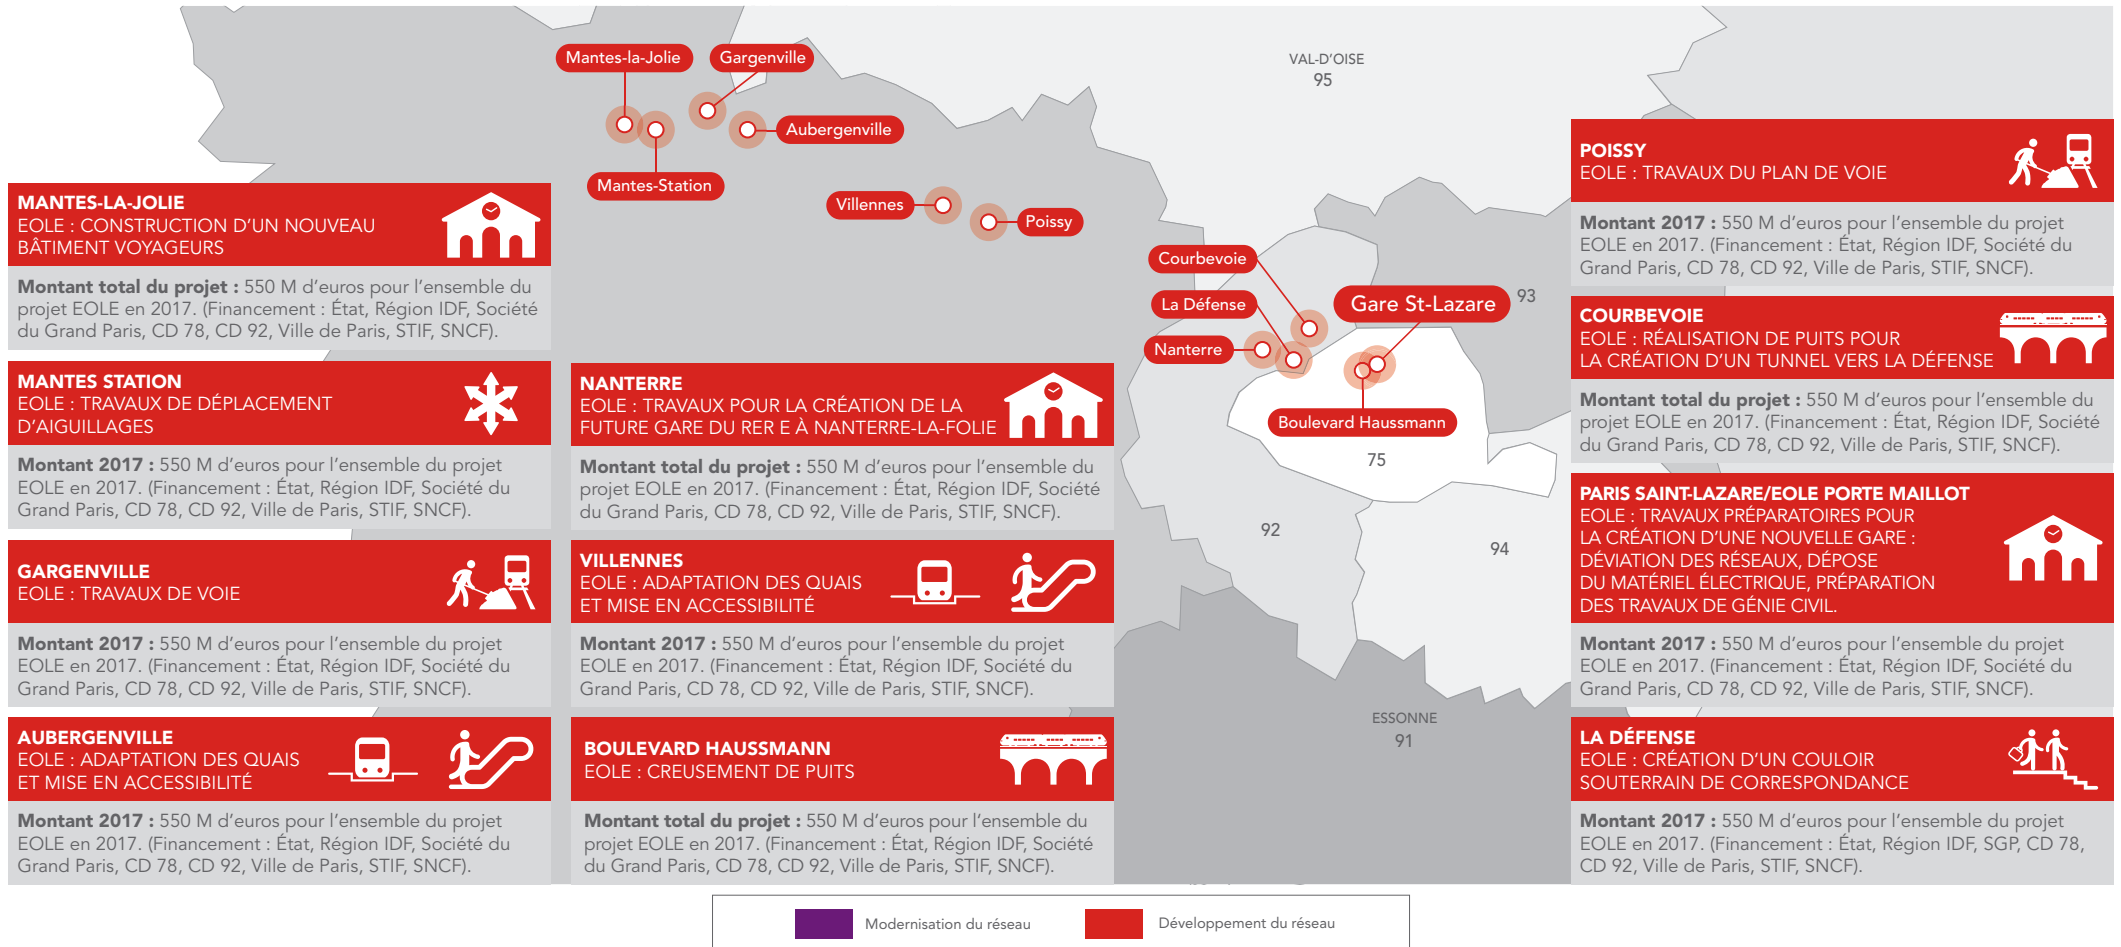 Mantes-la-Jolie
Gargenville
Aubergenville
Mantes-Station
Villennes
Poissy
VAL-D'OISE
95
Courbevoie
La Défense
Nanterre
Gare St-Lazare
93
Boulevard Haussmann
75
92
94
ESSONNE
91
MANTES-LA-JOLIE
EOLE : CONSTRUCTION D'UN NOUVEAU
BÂTIMENT VOYAGEURS
Montant total du projet : 550 M d'euros pour l'ensemble du
projet EOLE en 2017. (Financement : État, Région IDF, Société
du Grand Paris, CD 78, CD 92, Ville de Paris, STIF, SNCF).
MANTES STATION
EOLE : TRAVAUX DE DÉPLACEMENT
D'AIGUILLAGES
Montant 2017 : 550 M d'euros pour l'ensemble du projet
EOLE en 2017. (Financement : État, Région IDF, Société du
Grand Paris, CD 78, CD 92, Ville de Paris, STIF, SNCF).
GARGENVILLE
EOLE : TRAVAUX DE VOIE
Montant 2017 : 550 M d'euros pour l'ensemble du projet
EOLE en 2017. (Financement : État, Région IDF, Société du
Grand Paris, CD 78, CD 92, Ville de Paris, STIF, SNCF).
AUBERGENVILLE
EOLE : ADAPTATION DES QUAIS
ET MISE EN ACCESSIBILITÉ
Montant 2017 : 550 M d'euros pour l'ensemble du projet
EOLE en 2017. (Financement : État, Région IDF, Société du
Grand Paris, CD 78, CD 92, Ville de Paris, STIF, SNCF).
NANTERRE
EOLE : TRAVAUX POUR LA CRÉATION DE LA
FUTURE GARE DU RER E À NANTERRE-LA-FOLIE
Montant total du projet : 550 M d'euros pour l'ensemble du
projet EOLE en 2017. (Financement : État, Région IDF, Société
du Grand Paris, CD 78, CD 92, Ville de Paris, STIF, SNCF).
VILLENNES
EOLE : ADAPTATION DES QUAIS
ET MISE EN ACCESSIBILITÉ
Montant 2017 : 550 M d'euros pour l'ensemble du projet
EOLE en 2017. (Financement : État, Région IDF, Société du
Grand Paris, CD 78, CD 92, Ville de Paris, STIF, SNCF).
BOULEVARD HAUSSMANN
EOLE : CREUSEMENT DE PUITS
Montant total du projet : 550 M d'euros pour l'ensemble du
projet EOLE en 2017. (Financement : État, Région IDF, Société
du Grand Paris, CD 78, CD 92, Ville de Paris, STIF, SNCF).
POISSY
EOLE : TRAVAUX DU PLAN DE VOIE
Montant 2017 : 550 M d'euros pour l'ensemble du projet
EOLE en 2017. (Financement : État, Région IDF, Société du
Grand Paris, CD 78, CD 92, Ville de Paris, STIF, SNCF).
COURBEVOIE
EOLE : RÉALISATION DE PUITS POUR
LA CRÉATION D'UN TUNNEL VERS LA DÉFENSE
Montant total du projet : 550 M d'euros pour l'ensemble du
projet EOLE en 2017. (Financement : État, Région IDF, Société
du Grand Paris, CD 78, CD 92, Ville de Paris, STIF, SNCF).
PARIS SAINT-LAZARE/EOLE PORTE MAILLOT
EOLE : TRAVAUX PRÉPARATOIRES POUR
LA CRÉATION D'UNE NOUVELLE GARE :
DÉVIATION DES RÉSEAUX, DÉPOSE
DU MATÉRIEL ÉLECTRIQUE, PRÉPARATION
DES TRAVAUX DE GÉNIE CIVIL.
Montant 2017 : 550 M d'euros pour l'ensemble du projet
EOLE en 2017. (Financement : État, Région IDF, Société du
Grand Paris, CD 78, CD 92, Ville de Paris, STIF, SNCF).
LA DÉFENSE
EOLE : CRÉATION D'UN COULOIR
SOUTERRAIN DE CORRESPONDANCE
Montant 2017 : 550 M d'euros pour l'ensemble du projet
EOLE en 2017. (Financement : État, Région IDF, SGP, CD 78,
CD 92, Ville de Paris, STIF, SNCF).
Modernisation du réseau
Développement du réseau